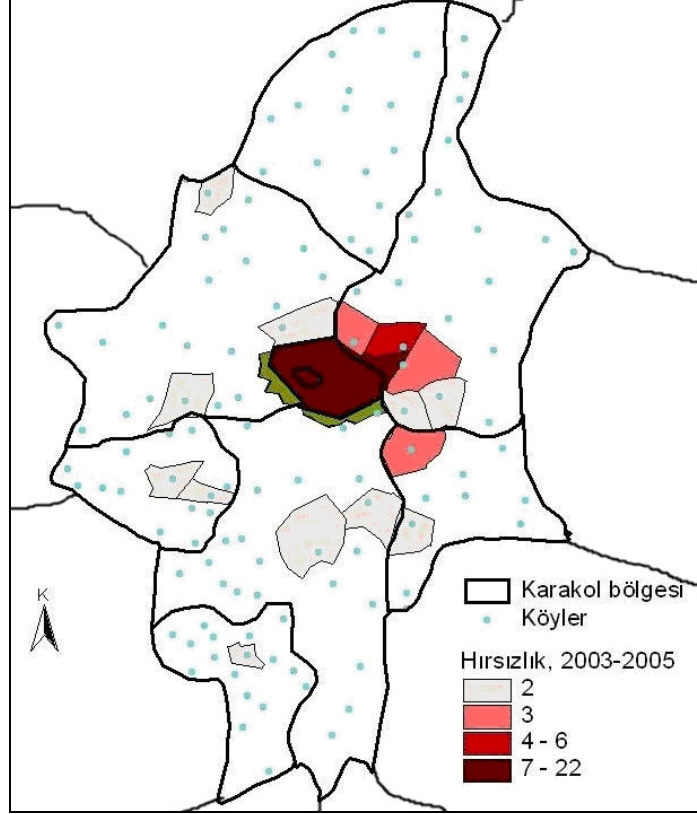 K
Karakol bölgesi
Köyler
Hırsızlık, 2003-2005
2
3
4 - 6
7 - 22